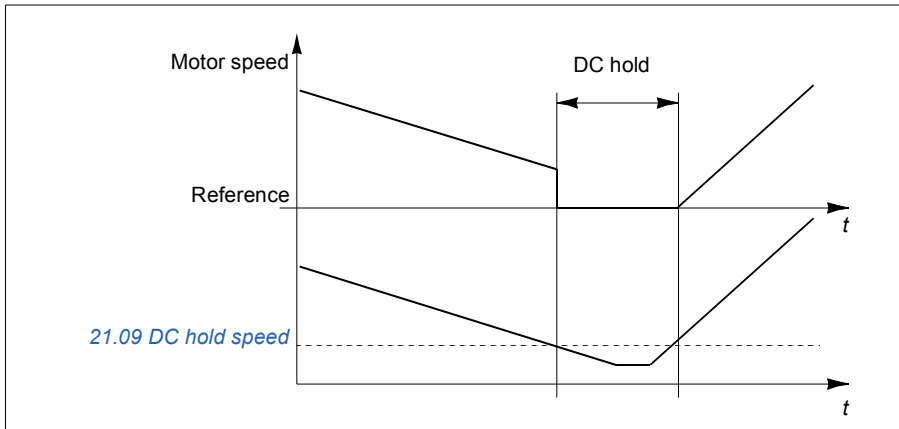 Motor speed
DC hold
Reference
t
21.09 DC hold speed
t